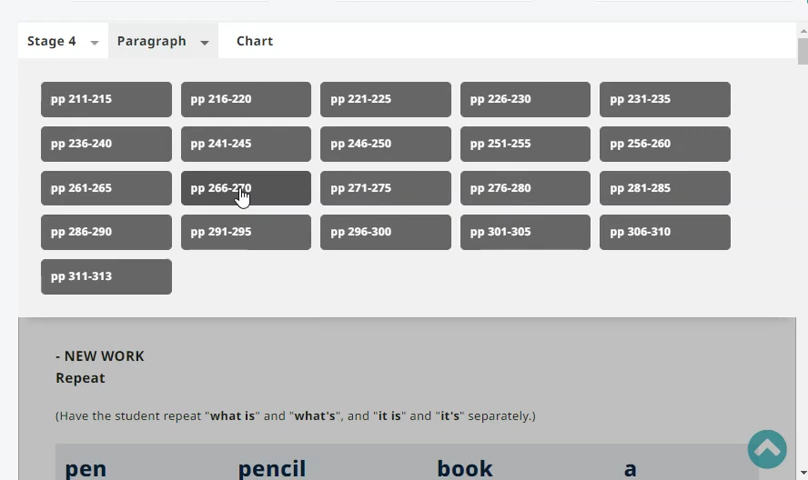 Stage 4 Paragraph Chart
pp 211-215 pp 216-220 pp 221-225 pp 226-230 pp 231-235
pp 236-240 pp 241-245 pp 246-250 pp 251-255 pp 256-260
pp 261-265 pp 266-270 pp 271-275 pp 276-280 pp 281-285
pp 286-290 pp 291-295 pp 296-300 pp 301-305 pp 306-310
pp 311-313
- NEW WORK
Repeat
(Have the student repeat "what is" and "what's", and "it is" and "it's" separately.)
pen pencil book a